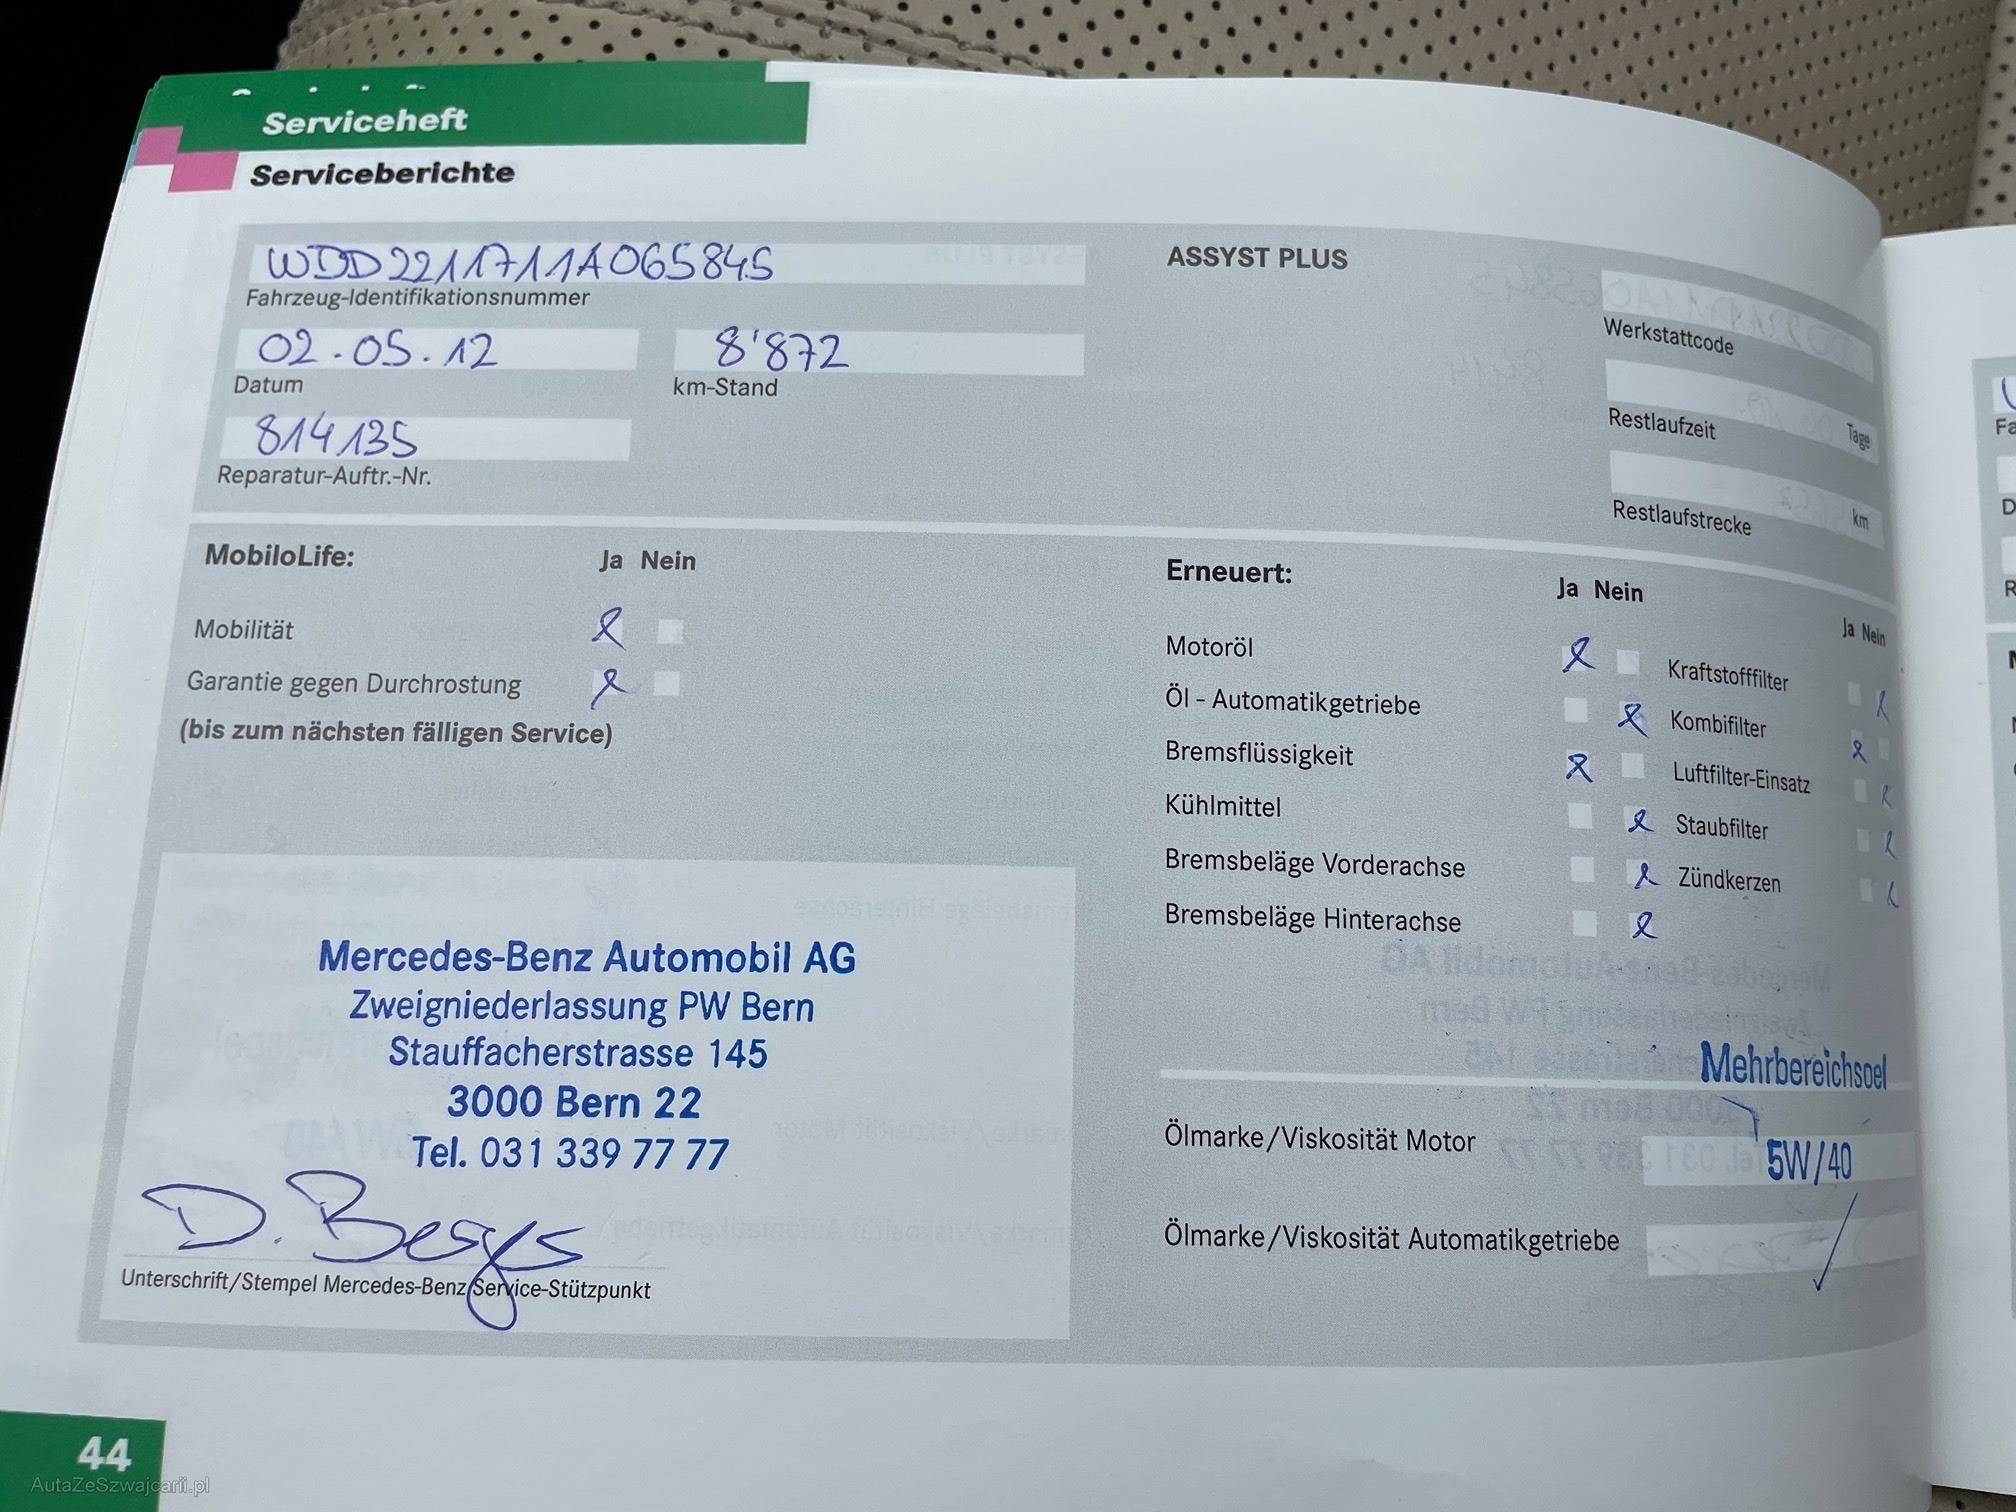 Serviceheft
Serviceberichte
WDD2211711A065845
Fahrzeug-Identifikationsnummer
02.05.12
Datum
8'872
km-Stand
814135
Reparatur-Auftr.-Nr.
ASSYST PLUS
Werkstattcode
Tage
Restlaufzeit
km
Restlaufstrecke
MobiloLife: Ja Nein
Mobilität
Garantie gegen Durchrostung
(bis zum nächsten fälligen Service)
Erneuert: Ja Nein
Motoröl
Öl - Automatikgetriebe
Bremsflüssigkeit
Kühlmittel
Bremsbeläge Vorderachse
Bremsbeläge Hinterachse
Ja Nein
Kraftstofffilter
Kombifilter
Luftfilter-Einsatz
Staubfilter
Zündkerzen
Mercedes-Benz Automobil AG
Zweigniederlassung PW Bern
Stauffacherstrasse 145
3000 Bern 22
Tel. 031 339 77 77
Unterschrift/Stempel Mercedes-Benz Service-Stützpunkt
Mehrbereichsoel
Ölmarke/Viskosität Motor
5W/40
Ölmarke/Viskosität Automatikgetriebe
44
AutaZeSzwajcarii.pl